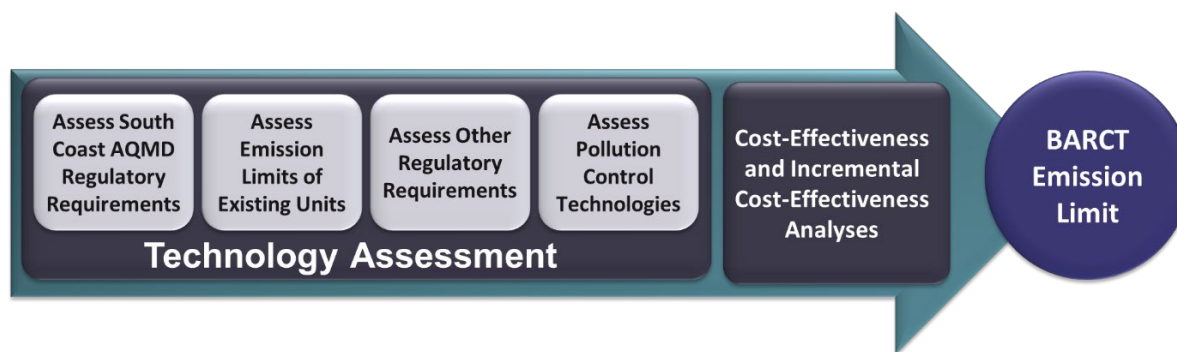 Assess South
Coast AQMD
Regulatory
Requirements
Assess
Emission
Limits of
Existing Units
Assess Other
Regulatory
Requirements
Assess
Pollution
Control
Technologies
Technology Assessment
Cost-Effectiveness
and Incremental
Cost-Effectiveness
Analyses
BARCT
Emission
Limit